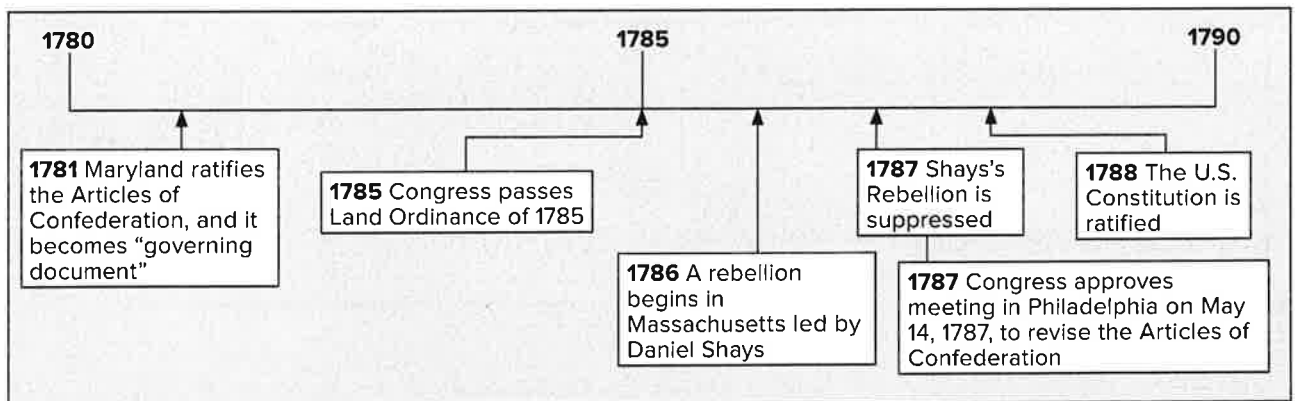 1780
1785
1790
1781 Maryland ratifies
the Articles of
Confederation, and it
becomes “governing
document”
1785 Congress passes
Land Ordinance of 1785
1786 A rebellion
begins in
Massachusetts led by
Daniel Shays
1787 Shays’s
Rebellion is
suppressed
1787 Congress approves
meeting in Philadelphia on May
14, 1787, to revise the Articles of
Confederation
1788 The U.S.
Constitution is
ratified